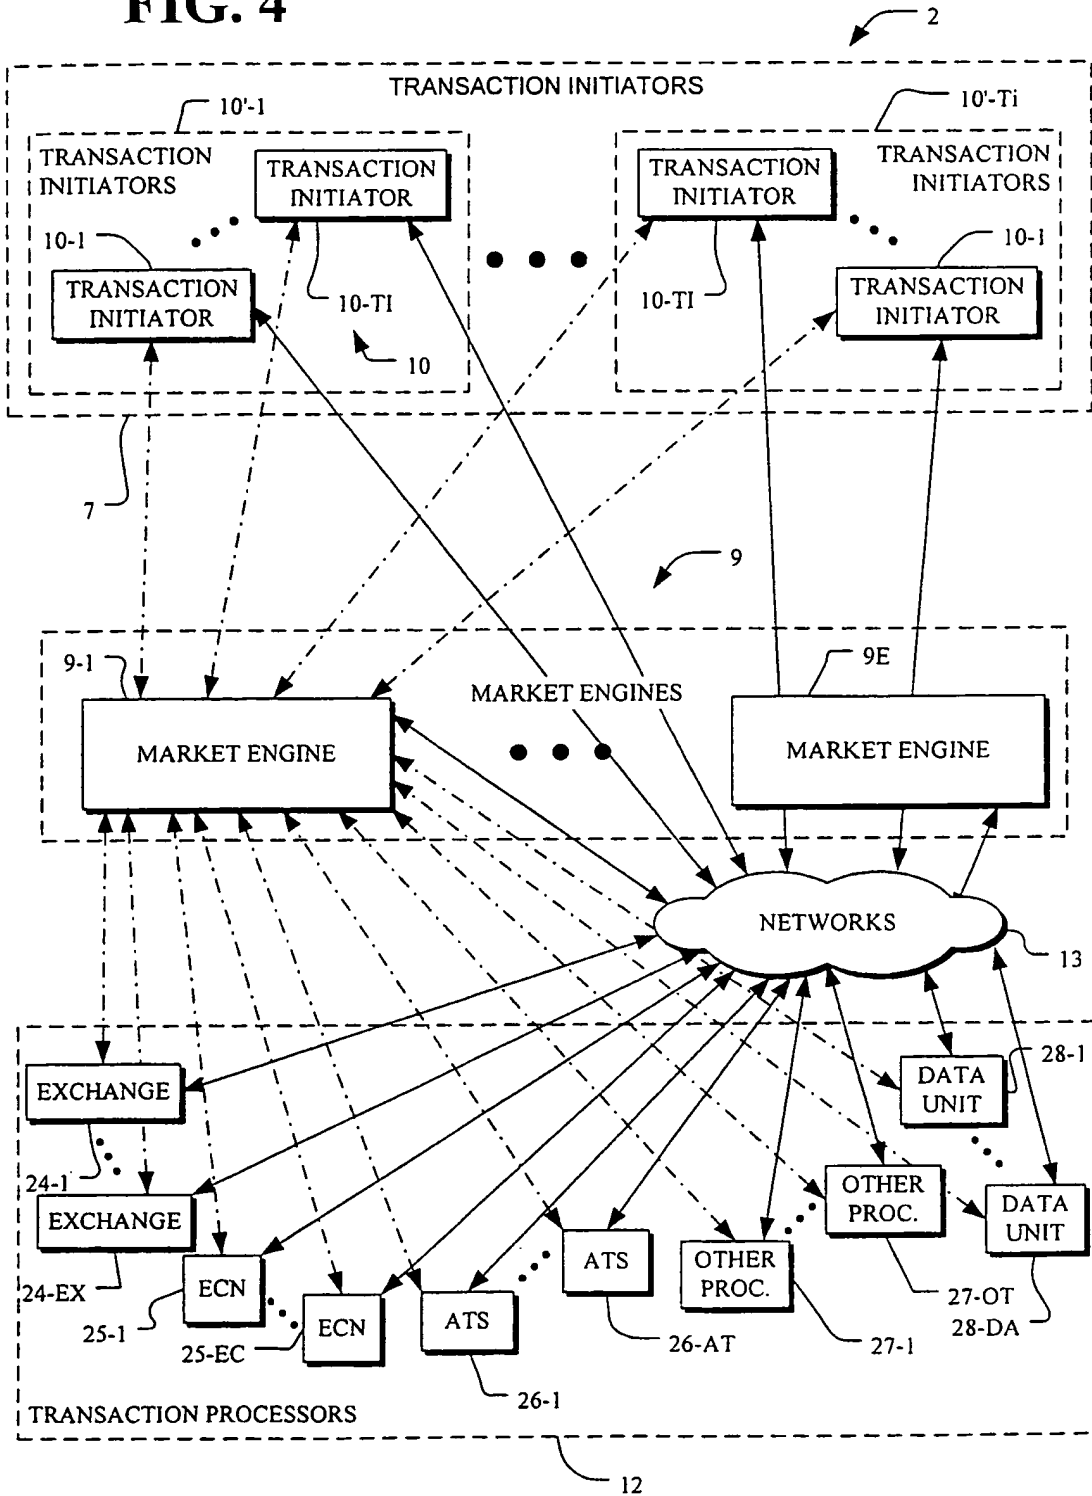 FIG. 4
2
TRANSACTION INITIATORS
10'-1
10'-Ti
TRANSACTION
INITIATORS
TRANSACTION
INITIATOR
TRANSACTION
INITIATOR
TRANSACTION
INITIATORS
10-1
10-1
TRANSACTION
INITIATOR
10-TI
10-TI
TRANSACTION
INITIATOR
10
7
9
9-1
9E
MARKET ENGINES
MARKET ENGINE
MARKET ENGINE
NETWORKS
13
28-1
EXCHANGE
DATA
UNIT
24-1
EXCHANGE
OTHER
PROC.
DATA
UNIT
24-EX
ECN
ATS
OTHER
PROC.
25-1
ECN
ATS
27-OT
28-DA
25-EC
26-AT
27-1
26-1
TRANSACTION PROCESSORS
12